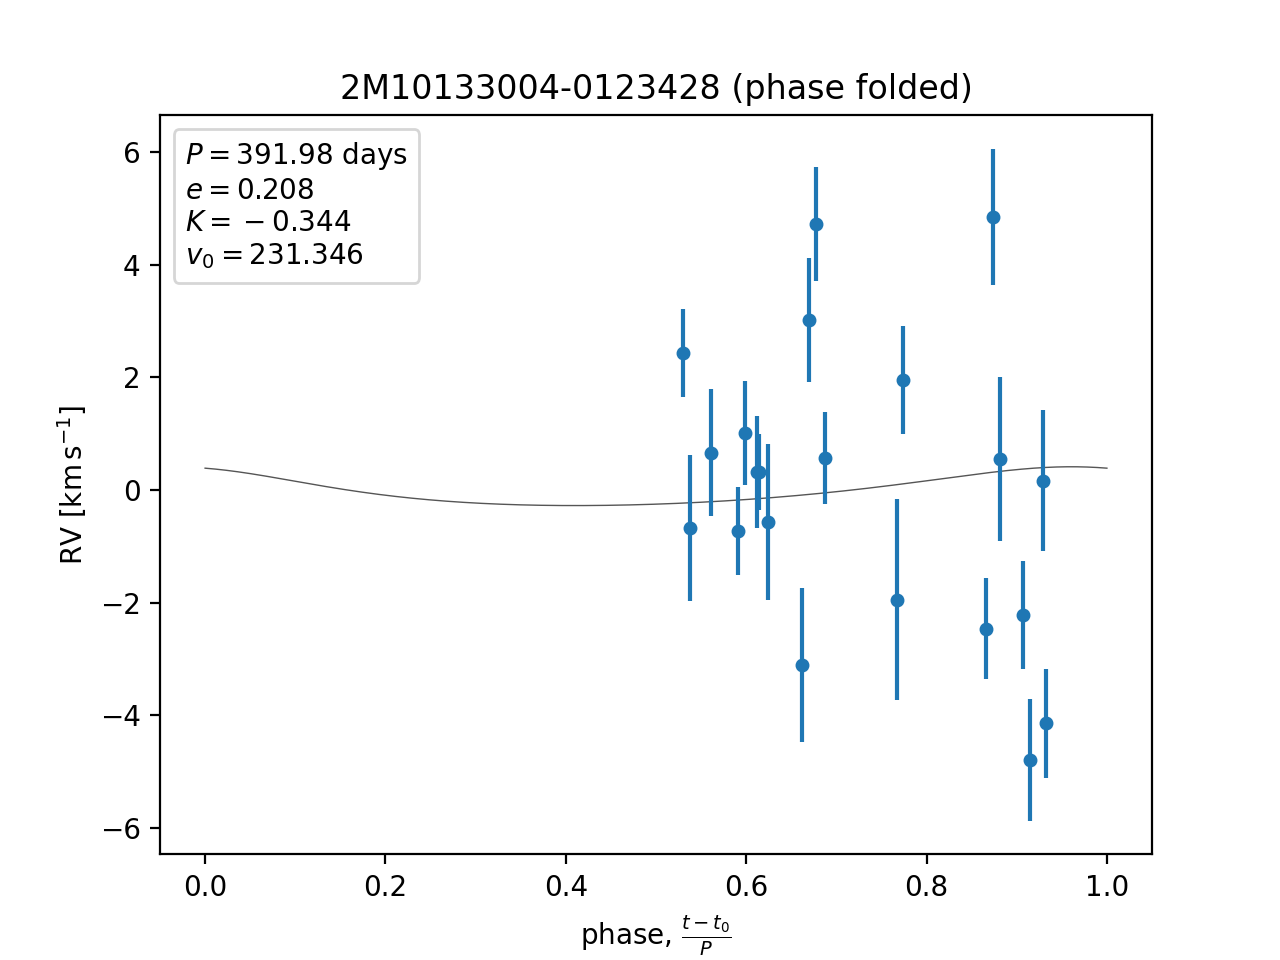 2M10133004-0123428 (phase folded)
P = 391.98 days
e = 0.208
K = −0.344
v₀ = 231.346
6
4
2
0
−2
−4
−6
RV [km s⁻¹]
0.0 0.2 0.4 0.6 0.8 1.0
phase, (t − t₀)/P